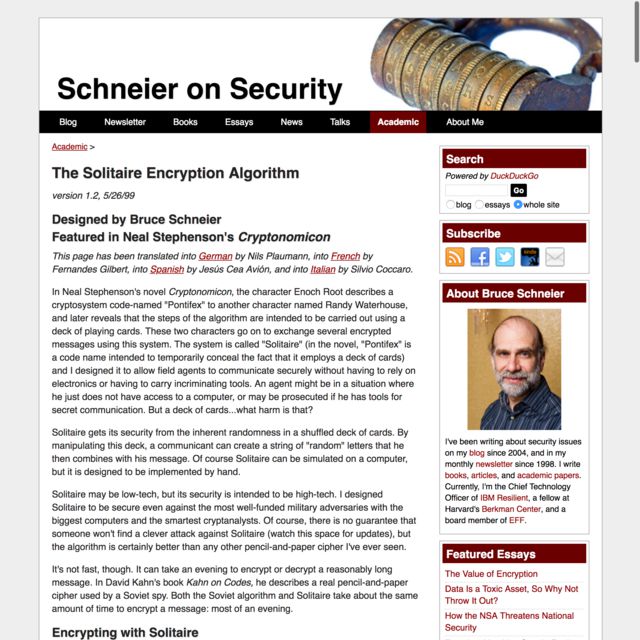 Schneier on Security
Blog Newsletter Books Essays News Talks Academic About Me
Academic >
The Solitaire Encryption Algorithm
version 1.2, 5/26/99
Designed by Bruce Schneier
Featured in Neal Stephenson's Cryptonomicon
This page has been translated into German by Nils Plaumann, into French by
Fernandes Gilbert, into Spanish by Jesús Cea Avión, and into Italian by Silvio Coccaro.
In Neal Stephenson's novel Cryptonomicon, the character Enoch Root describes a
cryptosystem code-named "Pontifex" to another character named Randy Waterhouse,
and later reveals that the steps of the algorithm are intended to be carried out using a
deck of playing cards. These two characters go on to exchange several encrypted
messages using this system. The system is called "Solitaire" (in the novel, "Pontifex" is
a code name intended to temporarily conceal the fact that it employs a deck of cards)
and I designed it to allow field agents to communicate securely without having to rely on
electronics or having to carry incriminating tools. An agent might be in a situation where
he just does not have access to a computer, or may be prosecuted if he has tools for
secret communication. But a deck of cards...what harm is that?
Solitaire gets its security from the inherent randomness in a shuffled deck of cards. By
manipulating this deck, a communicant can create a string of "random" letters that he
then combines with his message. Of course Solitaire can be simulated on a computer,
but it is designed to be implemented by hand.
Solitaire may be low-tech, but its security is intended to be high-tech. I designed
Solitaire to be secure even against the most well-funded military adversaries with the
biggest computers and the smartest cryptanalysts. Of course, there is no guarantee that
someone won't find a clever attack against Solitaire (watch this space for updates), but
the algorithm is certainly better than any other pencil-and-paper cipher I've ever seen.
It's not fast, though. It can take an evening to encrypt or decrypt a reasonably long
message. In David Kahn's book Kahn on Codes, he describes a real pencil-and-paper
cipher used by a Soviet spy. Both the Soviet algorithm and Solitaire take about the same
amount of time to encrypt a message: most of an evening.
Encrypting with Solitaire
Search
Powered by DuckDuckGo
Go
blog essays whole site
Subscribe
kindle
About Bruce Schneier
I've been writing about security issues
on my blog since 2004, and in my
monthly newsletter since 1998. I write
books, articles, and academic papers.
Currently, I'm the Chief Technology
Officer of IBM Resilient, a fellow at
Harvard's Berkman Center, and a
board member of EFF.
Featured Essays
The Value of Encryption
Data Is a Toxic Asset, So Why Not
Throw It Out?
How the NSA Threatens National
Security